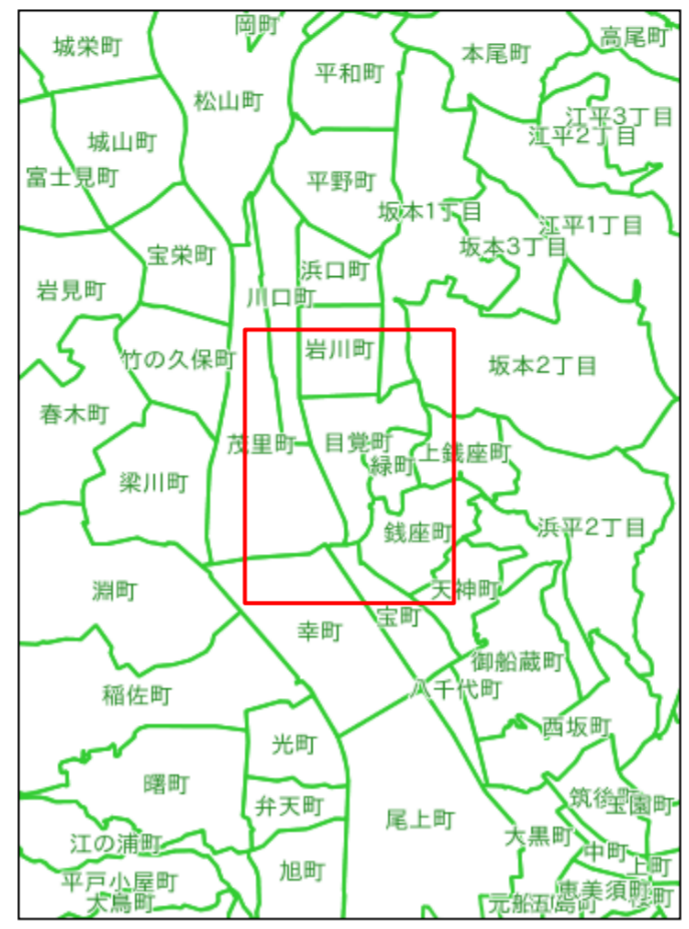 岡町
城栄町
高尾町
本尾町
平和町
松山町
江平3丁目
江平2丁目
城山町
富士見町
平野町
坂本1丁目
江平1丁目
坂本3丁目
宝栄町
浜口町
岩見町
川口町
岩川町
竹の久保町
坂本2丁目
春木町
茂里町
目覚町
上銭座町
緑町
梁川町
銭座町
浜平2丁目
淵町
天神町
宝町
幸町
御船蔵町
八千代町
稲佐町
西坂町
光町
曙町
筑後町
玉園町
弁天町
尾上町
大黒町
江の浦町
中町
上町
旭町
平戸小屋町
恵美須町
大鳥町
元船
五島町